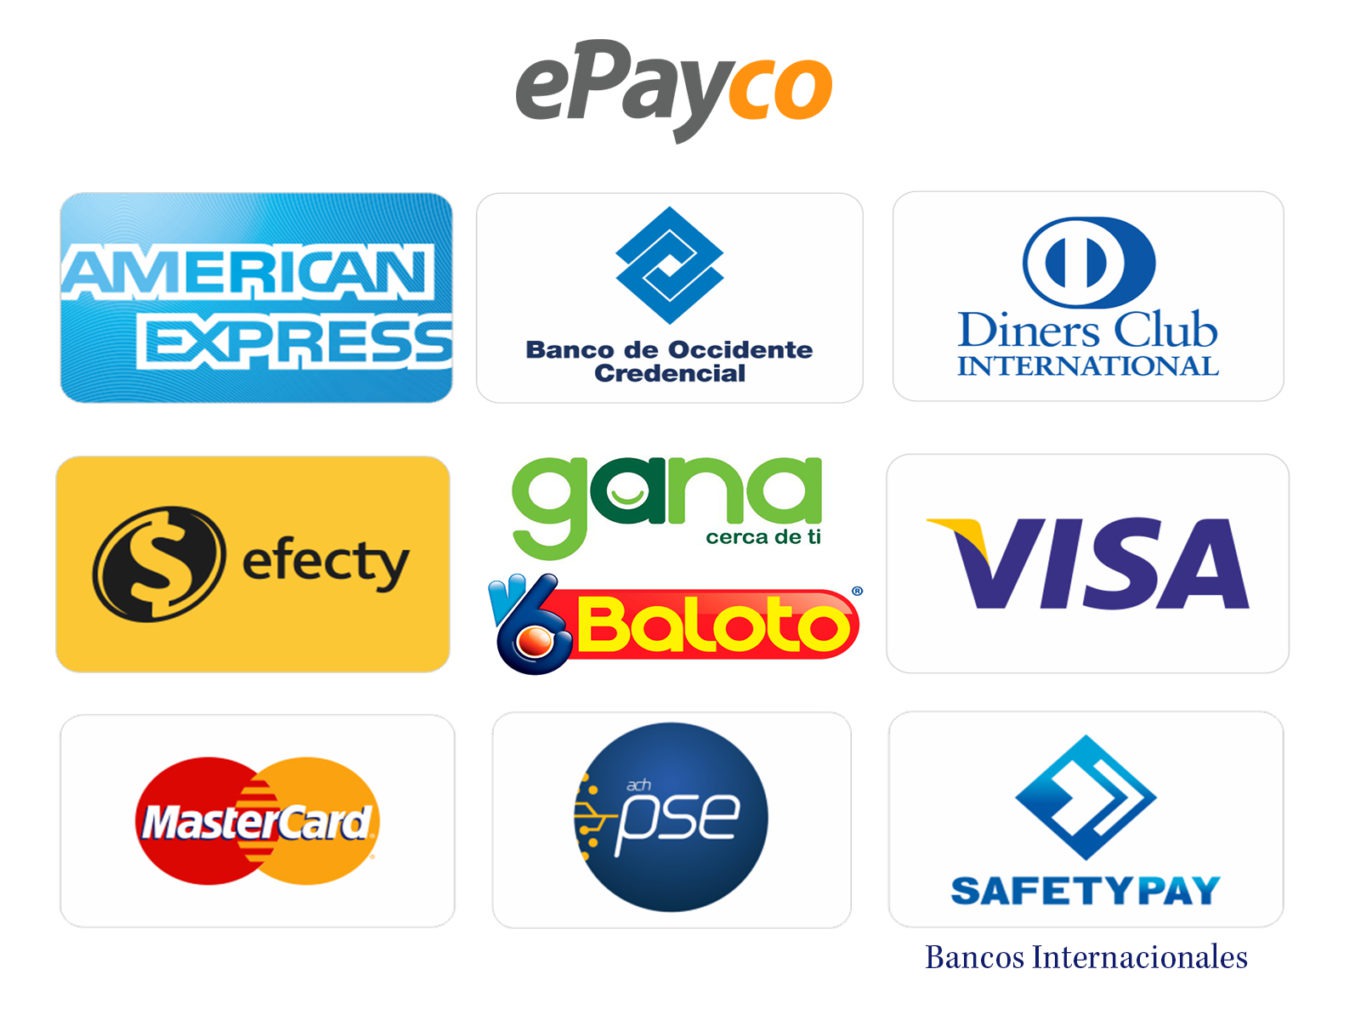 ePayco
AMERICAN
EXPRESS
Banco de Occidente
Credencial
Diners Club
INTERNATIONAL
efecty
gana
cerca de ti
Baloto®
VISA
MasterCard
ach
pse
SAFETYPAY
Bancos Internacionales